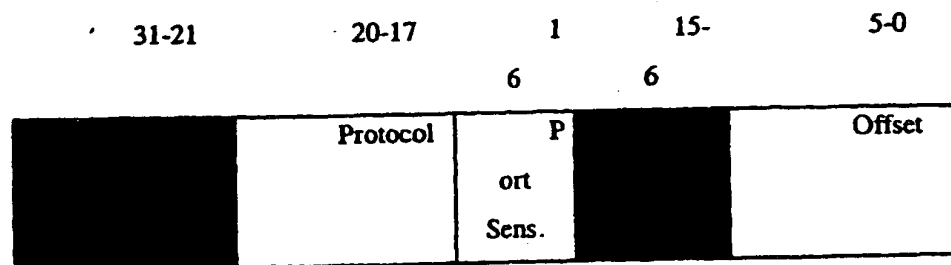 31-21 20-17 1 15- 5-0
6 6
Protocol P Offset
ort
Sens.